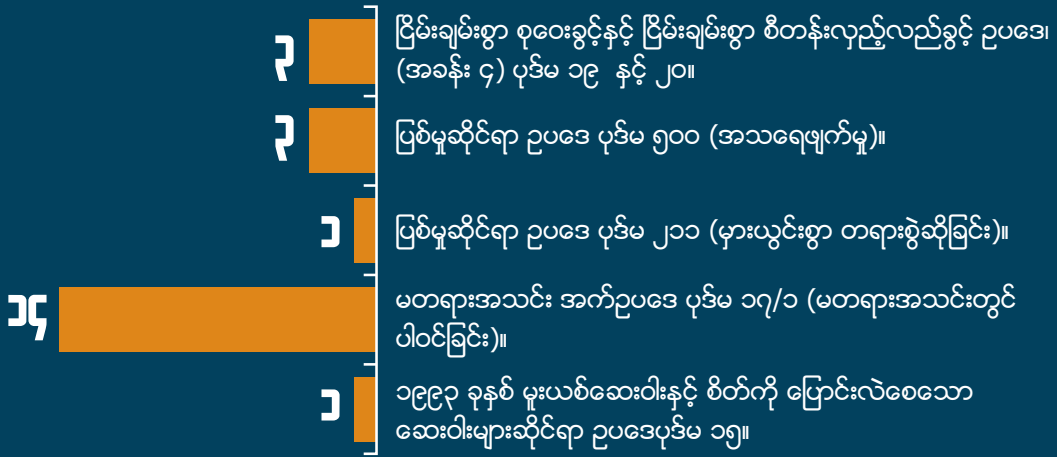 ၃
ငြိမ်းချမ်းစွာ စုဝေးခွင့်နှင့် ငြိမ်းချမ်းစွာ စီတန်းလှည့်လည်ခွင့် ဥပဒေ၊
(အခန်း ၄) ပုဒ်မ ၁၉ နှင့် ၂၀။
၃
ပြစ်မှုဆိုင်ရာ ဥပဒေ ပုဒ်မ ၅၀၀ (အသရေဖျက်မှု)။
၁
ပြစ်မှုဆိုင်ရာ ဥပဒေ ပုဒ်မ ၂၁၁ (မှားယွင်းစွာ တရားစွဲဆိုခြင်း)။
၁၄
မတရားအသင်း အက်ဥပဒေ ပုဒ်မ ၁၇/၁ (မတရားအသင်းတွင်
ပါဝင်ခြင်း)။
၁
၁၉၉၃ ခုနှစ် မူးယစ်ဆေးဝါးနှင့် စိတ်ကို ပြောင်းလဲစေသော
ဆေးဝါးများဆိုင်ရာ ဥပဒေပုဒ်မ ၁၅။